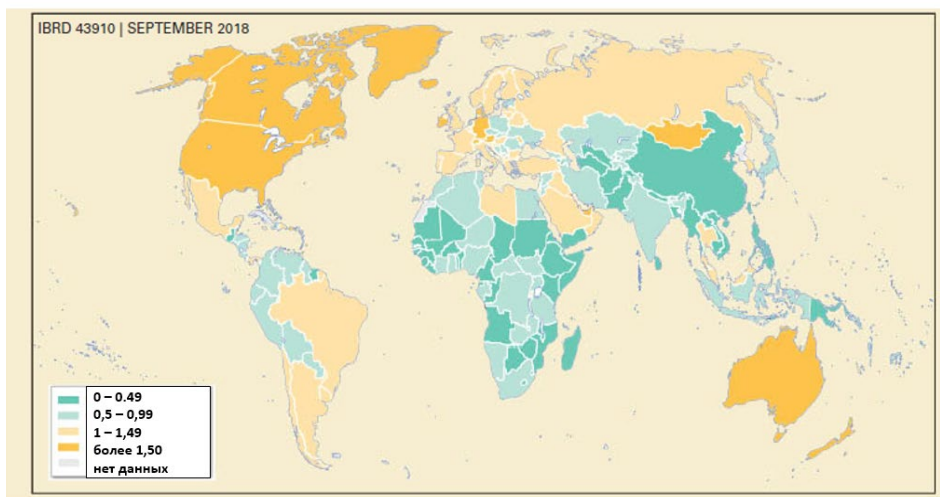 IBRD 43910 | SEPTEMBER 2018
0 – 0.49
0,5 – 0,99
1 – 1,49
более 1,50
нет данных